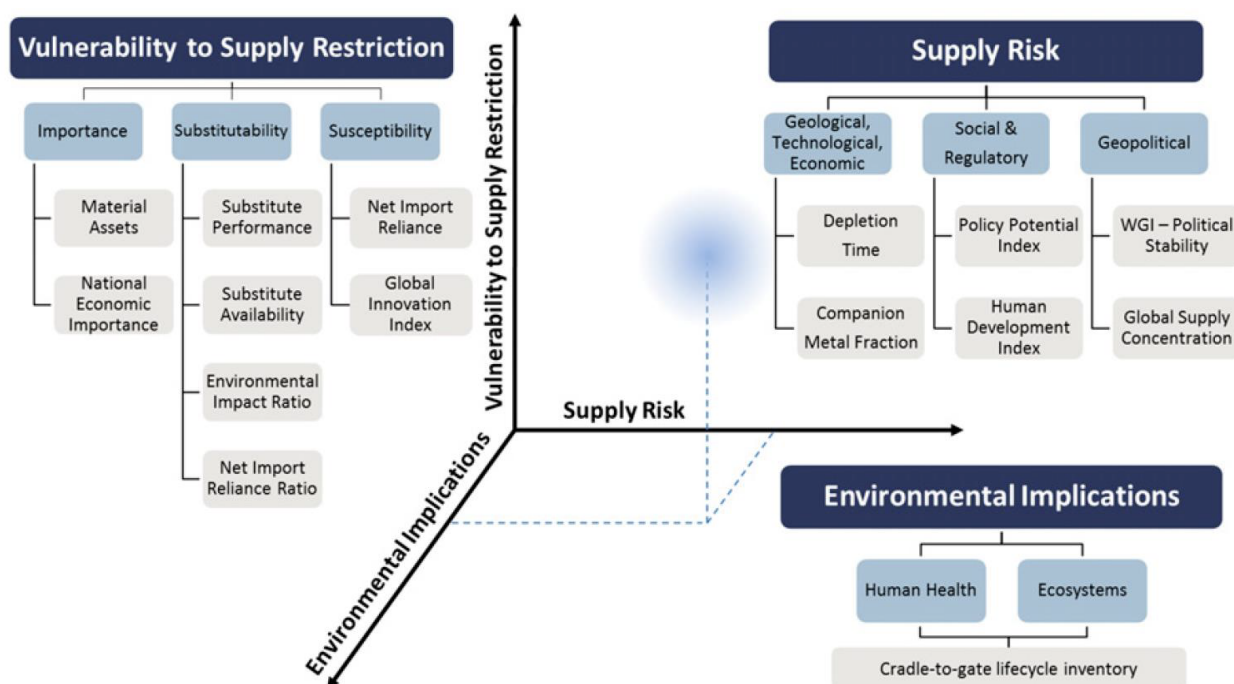 Vulnerability to Supply Restriction
Importance
Substitutability
Susceptibility
Material
Assets
National
Economic
Importance
Substitute
Performance
Substitute
Availability
Environmental
Impact Ratio
Net Import
Reliance Ratio
Net Import
Reliance
Global
Innovation
Index
Vulnerability to Supply Restriction
Supply Risk
Environmental Implications
Supply Risk
Geological,
Technological,
Economic
Social &
Regulatory
Geopolitical
Depletion
Time
Companion
Metal Fraction
Policy Potential
Index
Human
Development
Index
WGI – Political
Stability
Global Supply
Concentration
Environmental Implications
Human Health
Ecosystems
Cradle-to-gate lifecycle inventory